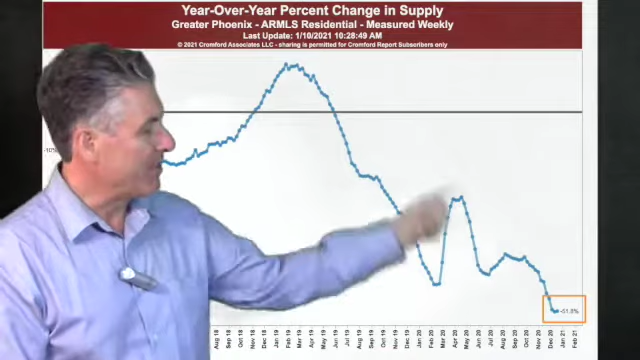 Year-Over-Year Percent Change in Supply
Greater Phoenix - ARMLS Residential - Measured Weekly
Last Update: 1/10/2021 10:28:49 AM
© 2021 Cromford Associates LLC - sharing is permitted for Cromford Report Subscribers only
-10%
-51.9%
Aug 18
Sep 18
Oct 18
Nov 18
Dec 18
Jan 19
Feb 19
Mar 19
Apr 19
May 19
Jun 19
Jul 19
Aug 19
Sep 19
Oct 19
Nov 19
Dec 19
Jan 20
Feb 20
Mar 20
Apr 20
May 20
Jun 20
Jul 20
Aug 20
Sep 20
Oct 20
Nov 20
Dec 20
Jan 21
Feb 21